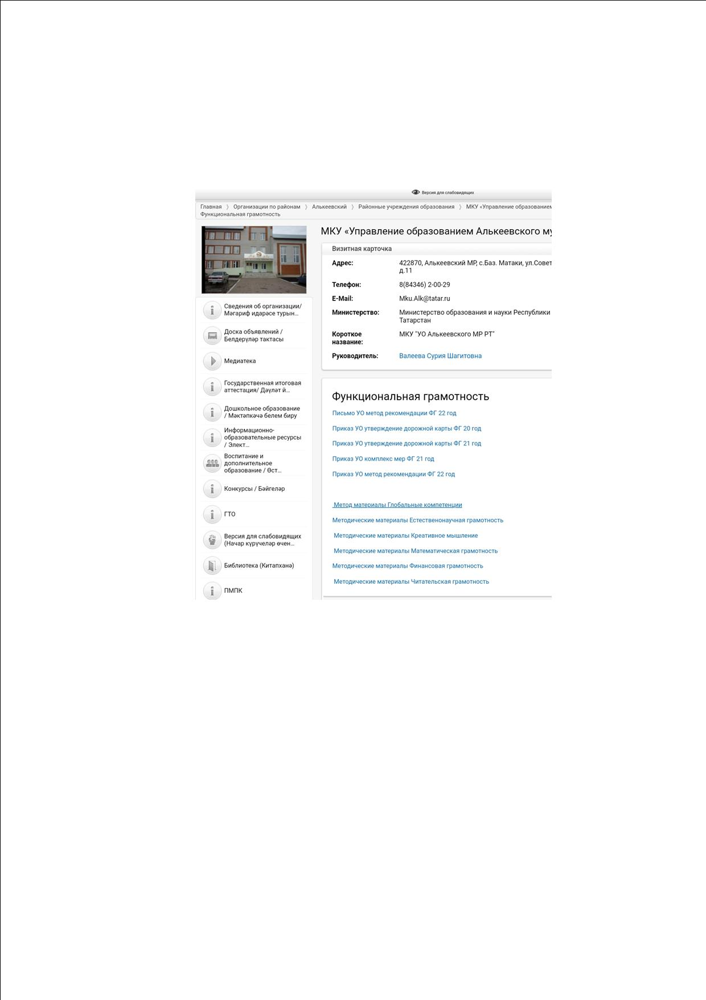 Версия для слабовидящих
Главная 〉 Организации по районам 〉 Алькеевский 〉 Районные учреждения образования 〉 МКУ «Управление образованием
Функциональная грамотность
МКУ «Управление образованием Алькеевского му
Визитная карточка
Адрес: 422870, Алькеевский МР, с.Баз. Матаки, ул.Совет
д.11
Телефон: 8(84346) 2-00-29
E-Mail: Mku.Alk@tatar.ru
Министерство: Министерство образования и науки Республики
Татарстан
Короткое МКУ "УО Алькеевского МР РТ"
название:
Руководитель: Валеева Сурия Шагитовна
Сведения об организации/
Мәгариф идарәсе турын...
Доска объявлений /
Белдерүләр тактасы
Медиатека
Государственная итоговая
аттестация/ Дәүләт й...
Дошкольное образование
/ Мәктәпкәчә белем бирү
Информационно-
образовательные ресурсы
/ Элект...
Воспитание и
дополнительное
образование / Өст...
Конкурсы / Бәйгеләр
ГТО
Версия для слабовидящих
(Начар күрүчеләр өчен...
Библиотека (Китапханә)
ПМПК
Функциональная грамотность
Письмо УО метод рекомендации ФГ 22 год
Приказ УО утверждение дорожной карты ФГ 20 год
Приказ УО утверждение дорожной карты ФГ 21 год
Приказ УО комплекс мер ФГ 21 год
Приказ УО метод рекомендации ФГ 22 год
Метод материалы Глобальные компетенции
Методические материалы Естественонаучная грамотность
Методические материалы Креативное мышление
Методические материалы Математическая грамотность
Методические материалы Финансовая грамотность
Методические материалы Читательская грамотность